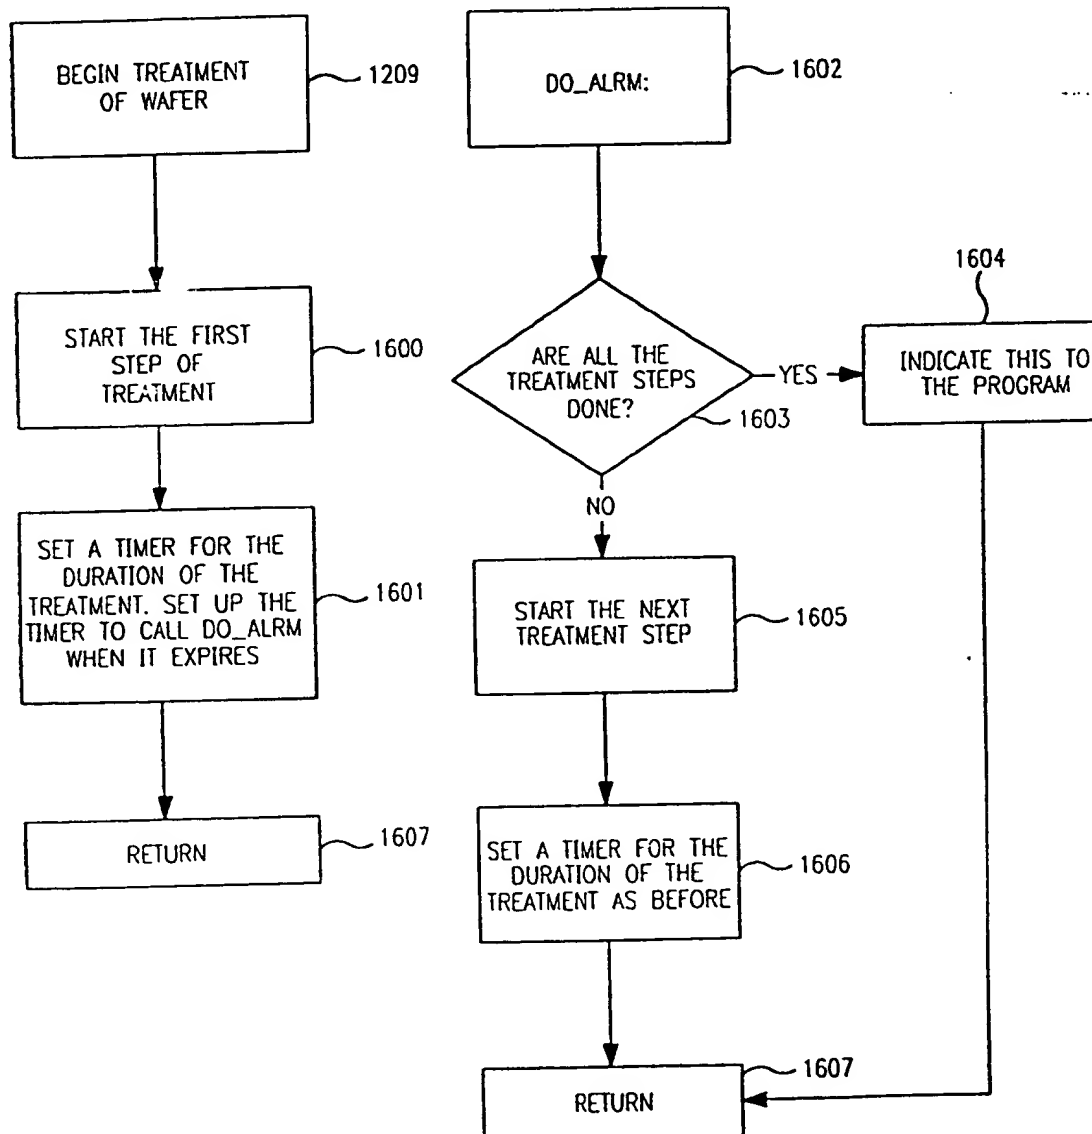 BEGIN TREATMENT
OF WAFER
1209
START THE FIRST
STEP OF
TREATMENT
1600
SET A TIMER FOR THE
DURATION OF THE
TREATMENT. SET UP THE
TIMER TO CALL DO_ALRM
WHEN IT EXPIRES
1601
RETURN
1607
DO_ALRM:
1602
ARE ALL THE
TREATMENT STEPS
DONE?
1603
YES
1604
INDICATE THIS TO
THE PROGRAM
NO
START THE NEXT
TREATMENT STEP
1605
SET A TIMER FOR THE
DURATION OF THE
TREATMENT AS BEFORE
1606
RETURN
1607